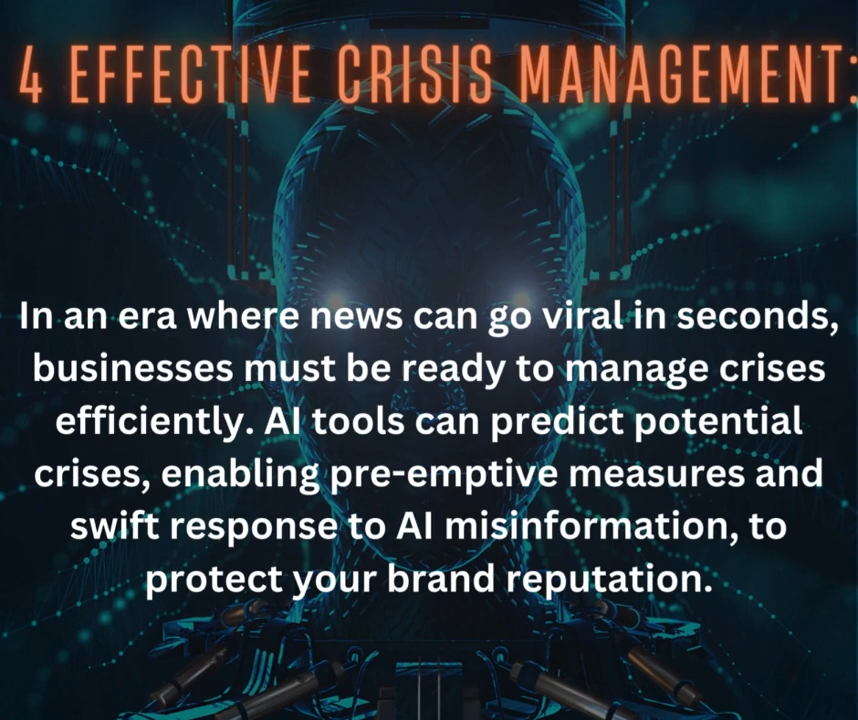 4 EFFECTIVE CRISIS MANAGEMENT:
In an era where news can go viral in seconds,
businesses must be ready to manage crises
efficiently. AI tools can predict potential
crises, enabling pre-emptive measures and
swift response to AI misinformation, to
protect your brand reputation.